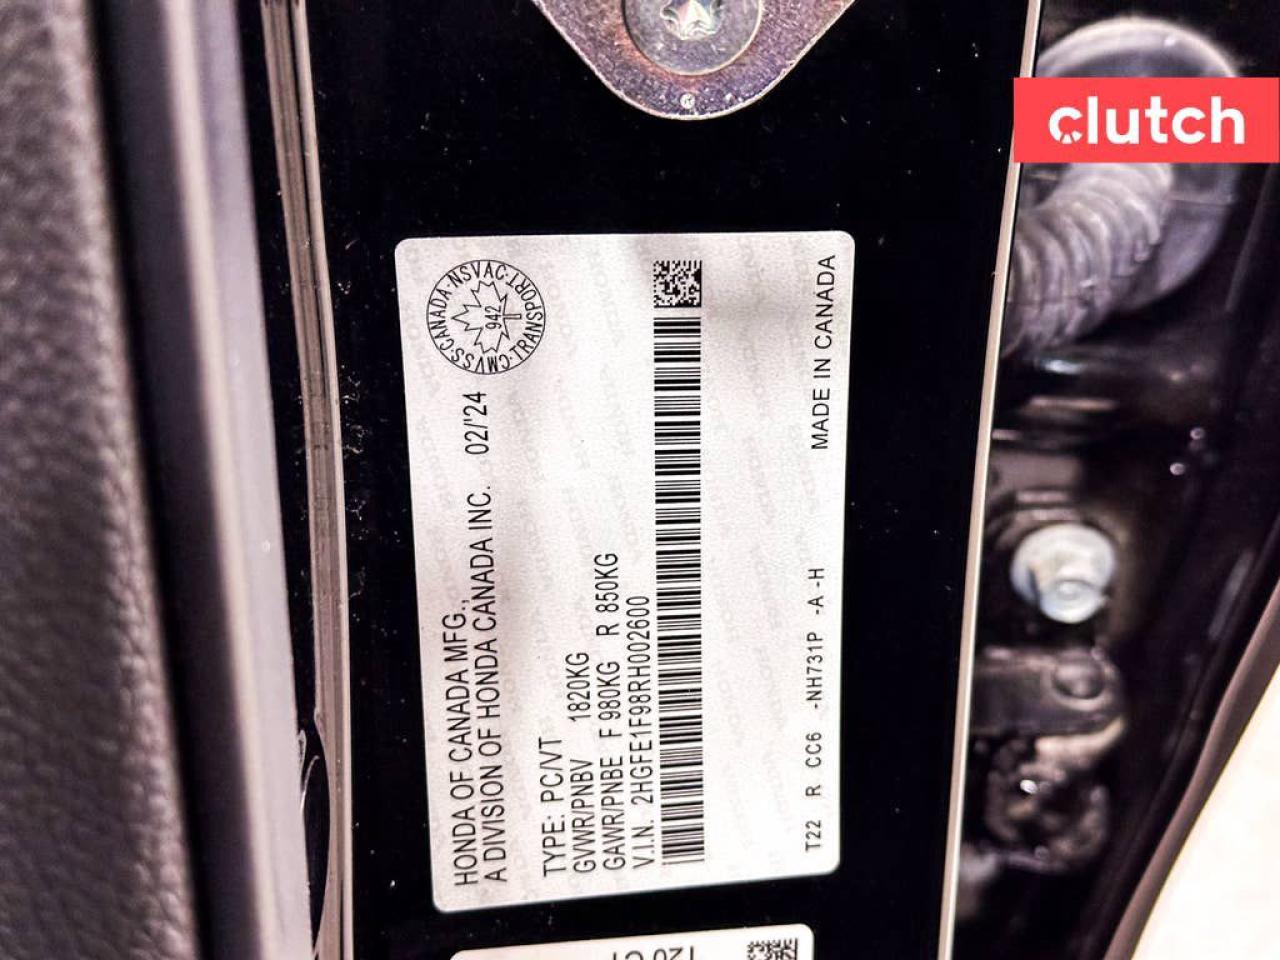 clutch
HONDA OF CANADA MFG.,
A DIVISION OF HONDA CANADA INC. 02/'24
CANADA·NSVAC·TRANSPORT·CMVSS·
942
TYPE: PC/VT
GVWR/PNBV 1820KG
GAWR/PNBE F 980KG R 850KG
V.I.N. 2HGFE1F98RH002600
T22 R CC6 -NH731P -A -H MADE IN CANADA